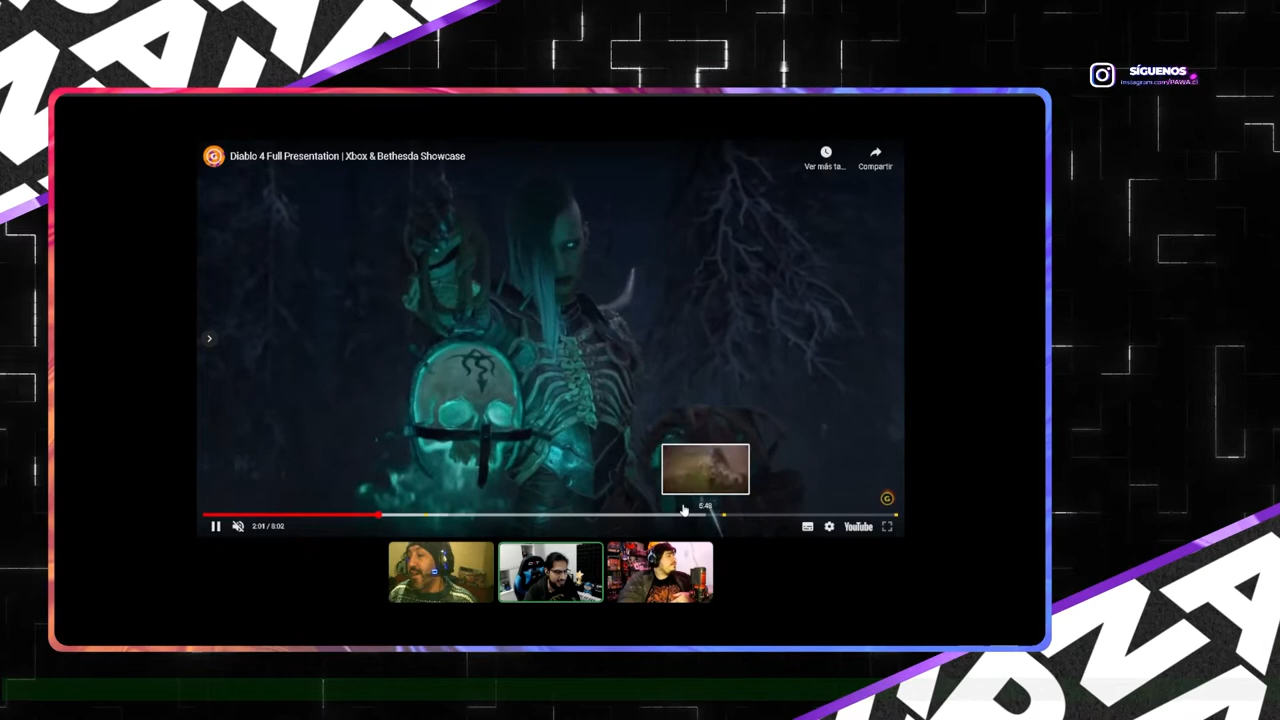 SÍGUENOS
instagram.com/PAWA.cl
Diablo 4 Full Presentation | Xbox & Bethesda Showcase
Ver más ta...
Compartir
5:48
2:01 / 8:02
YouTube